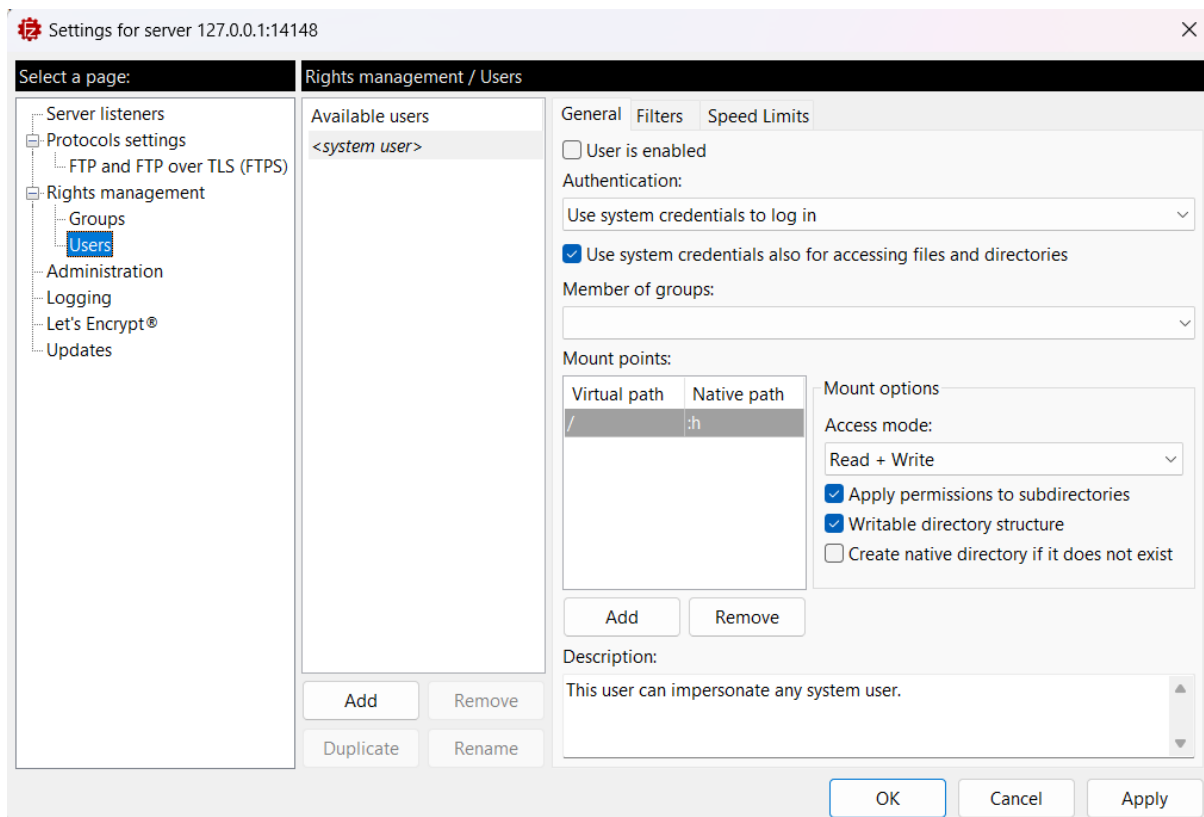 Settings for server 127.0.0.1:14148
Select a page:
Server listeners
Protocols settings
FTP and FTP over TLS (FTPS)
Rights management
Groups
Users
Administration
Logging
Let's Encrypt®
Updates
Rights management / Users
Available users
<system user>
Add
Remove
Duplicate
Rename
General
Filters
Speed Limits
User is enabled
Authentication:
Use system credentials to log in
Use system credentials also for accessing files and directories
Member of groups:
Mount points:
Virtual path
Native path
/
:h
Add
Remove
Mount options
Access mode:
Read + Write
Apply permissions to subdirectories
Writable directory structure
Create native directory if it does not exist
Description:
This user can impersonate any system user.
OK
Cancel
Apply